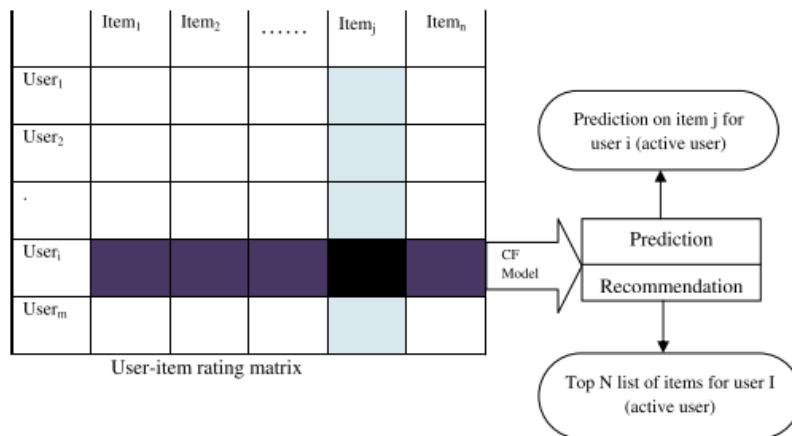 Item₁ Item₂ ...... Itemⱼ Itemₙ
User₁
User₂
.
Userᵢ
Userₘ
User-item rating matrix
CF
Model
Prediction on item j for
user i (active user)
Prediction
Recommendation
Top N list of items for user I
(active user)